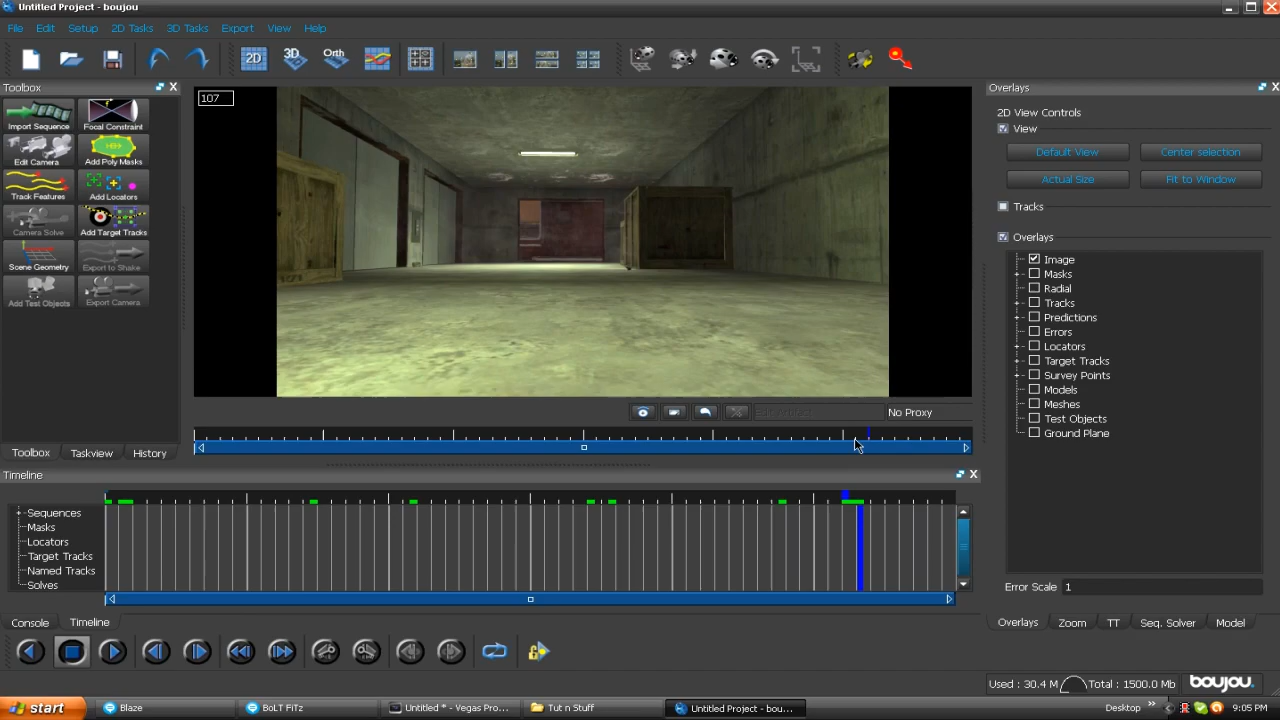 Untitled Project - boujou
File Edit Setup 2D Tasks 3D Tasks Export View Help
2D 3D Orth
Toolbox
Import Sequence Focal Constraint
Edit Camera Add Poly Masks
Track Features Add Locators
Camera Solve Add Target Tracks
Scene Geometry Export to Shake
Add Test Objects Export Camera
Toolbox Taskview History
107
No Proxy
Overlays
2D View Controls
View
Default View Center selection
Actual Size Fit to Window
Tracks
Overlays
Image
Masks
Radial
Tracks
Predictions
Errors
Locators
Target Tracks
Survey Points
Models
Meshes
Test Objects
Ground Plane
Error Scale 1
Overlays Zoom TT Seq. Solver Model
Timeline
Sequences
Masks
Locators
Target Tracks
Named Tracks
Solves
Console Timeline
Used : 30.4 M Total : 1500.0 Mb boujou.
start Blaze BoLT FiTz Untitled * - Vegas Pro... Tut n Stuff Untitled Project - bou... Desktop 9:05 PM